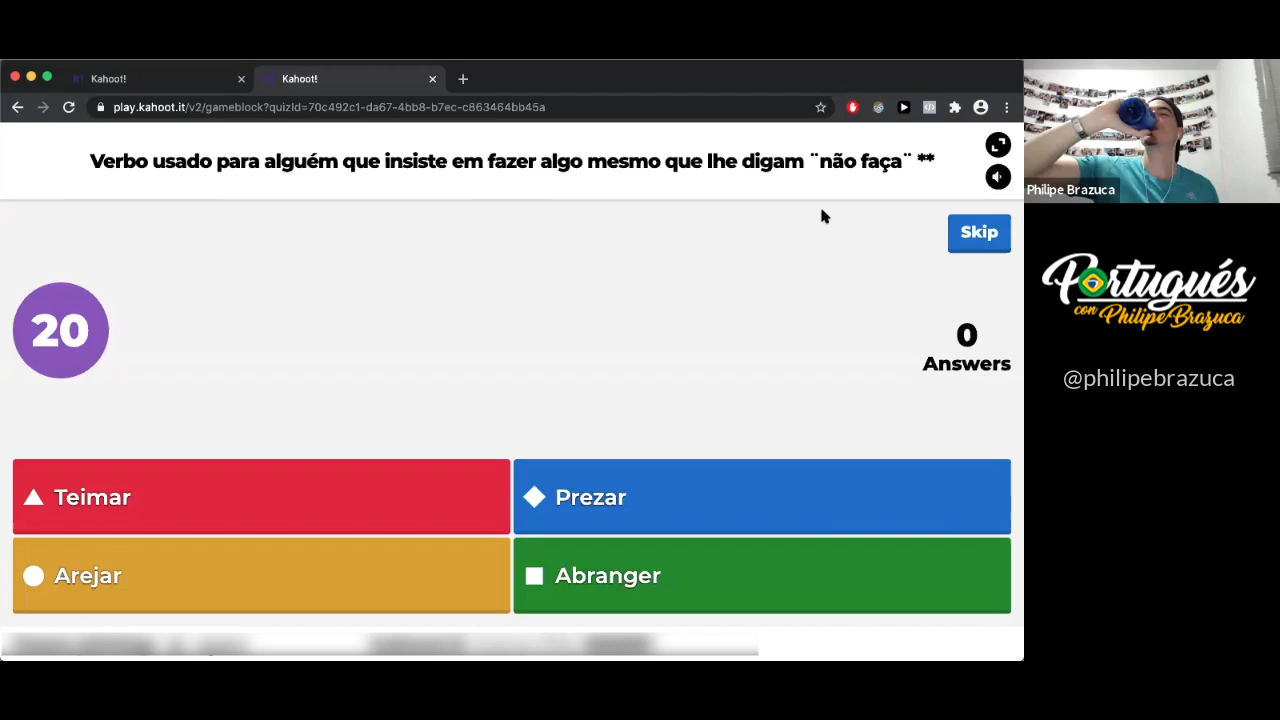 Kahoot!
Kahoot!
play.kahoot.it/v2/gameblock?quizId=70c492c1-da67-4bb8-b7ec-c863464bb45a
Verbo usado para alguém que insiste em fazer algo mesmo que lhe digam ¨não faça¨ **
Philipe Brazuca
Skip
Português
con Philipe Brazuca
20
0
Answers
@philipebrazuca
Teimar
Prezar
Arejar
Abranger